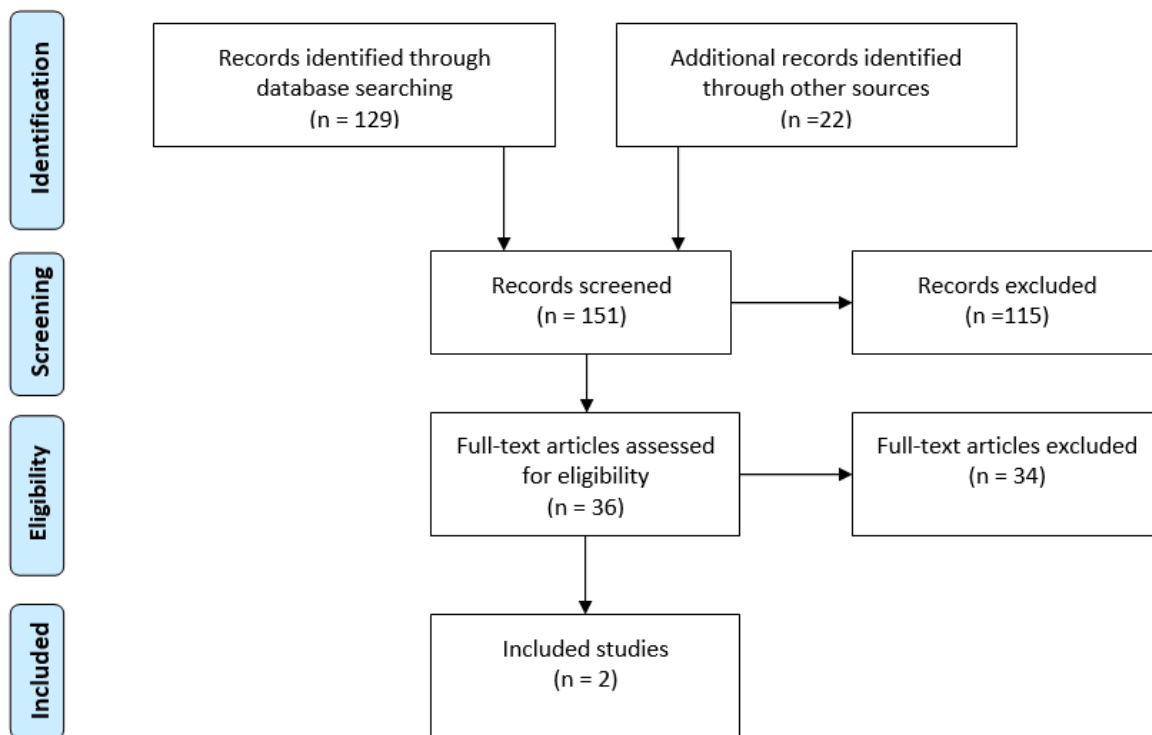 Identification
Records identified through
database searching
(n = 129)
Additional records identified
through other sources
(n =22)
Screening
Records screened
(n = 151)
Records excluded
(n =115)
Eligibility
Full-text articles assessed
for eligibility
(n = 36)
Full-text articles excluded
(n = 34)
Included
Included studies
(n = 2)